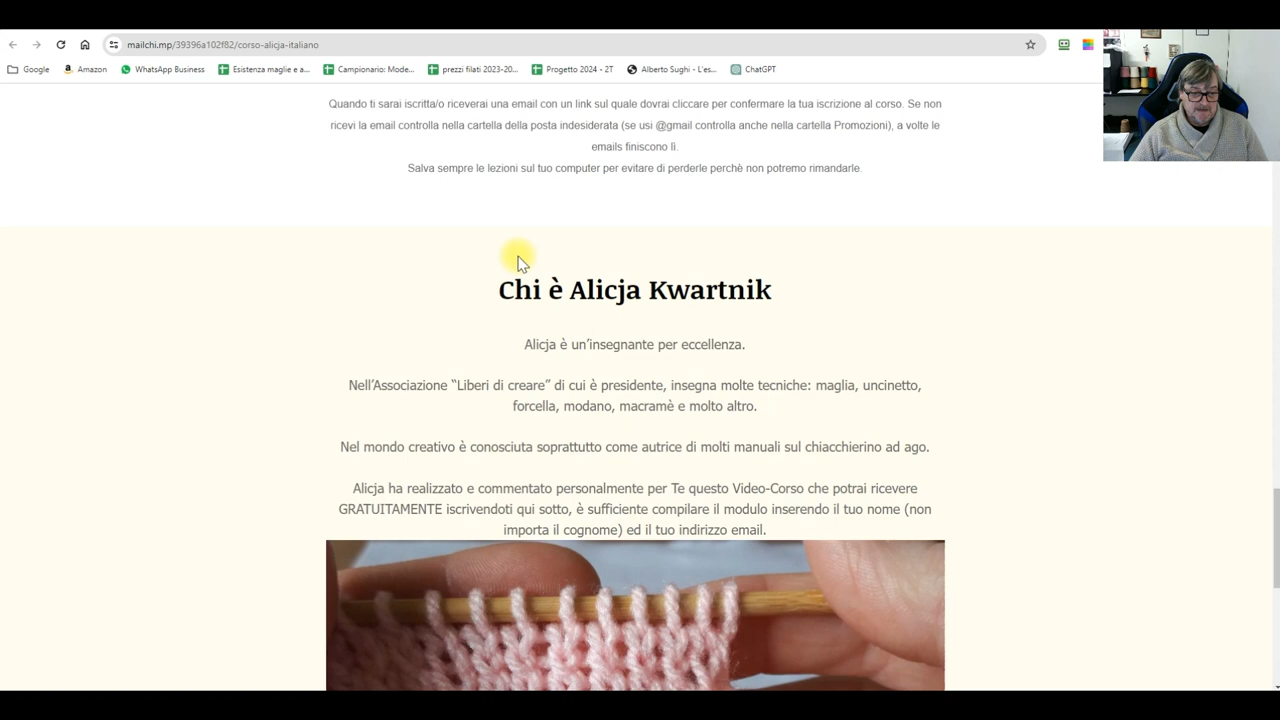 mailchi.mp/39396a102f82/corso-alicja-italiano
Google
Amazon
WhatsApp Business
Esistenza maglie e a...
Campionario: Mode...
prezzi filati 2023-20...
Progetto 2024 - 2T
Alberto Sughi - L'es...
ChatGPT
Quando ti sarai iscritta/o riceverai una email con un link sul quale dovrai cliccare per confermare la tua iscrizione al corso. Se non
ricevi la email controlla nella cartella della posta indesiderata (se usi @gmail controlla anche nella cartella Promozioni), a volte le
emails finiscono lì.
Salva sempre le lezioni sul tuo computer per evitare di perderle perchè non potremo rimandarle.
Chi è Alicja Kwartnik
Alicja è un'insegnante per eccellenza.
Nell'Associazione “Liberi di creare” di cui è presidente, insegna molte tecniche: maglia, uncinetto,
forcella, modano, macramè e molto altro.
Nel mondo creativo è conosciuta soprattutto come autrice di molti manuali sul chiacchierino ad ago.
Alicja ha realizzato e commentato personalmente per Te questo Video-Corso che potrai ricevere
GRATUITAMENTE iscrivendoti qui sotto, è sufficiente compilare il modulo inserendo il tuo nome (non
importa il cognome) ed il tuo indirizzo email.